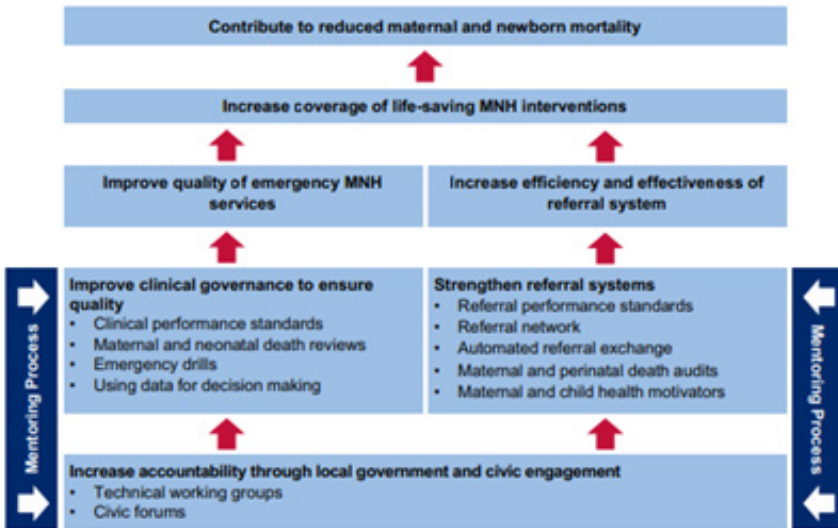 Contribute to reduced maternal and newborn mortality
Increase coverage of life-saving MNH interventions
Improve quality of emergency MNH
services
Increase efficiency and effectiveness of
referral system
Mentoring Process
Improve clinical governance to ensure
quality
• Clinical performance standards
• Maternal and neonatal death reviews
• Emergency drills
• Using data for decision making
Strengthen referral systems
• Referral performance standards
• Referral network
• Automated referral exchange
• Maternal and perinatal death audits
• Maternal and child health motivators
Mentoring Process
Increase accountability through local government and civic engagement
• Technical working groups
• Civic forums